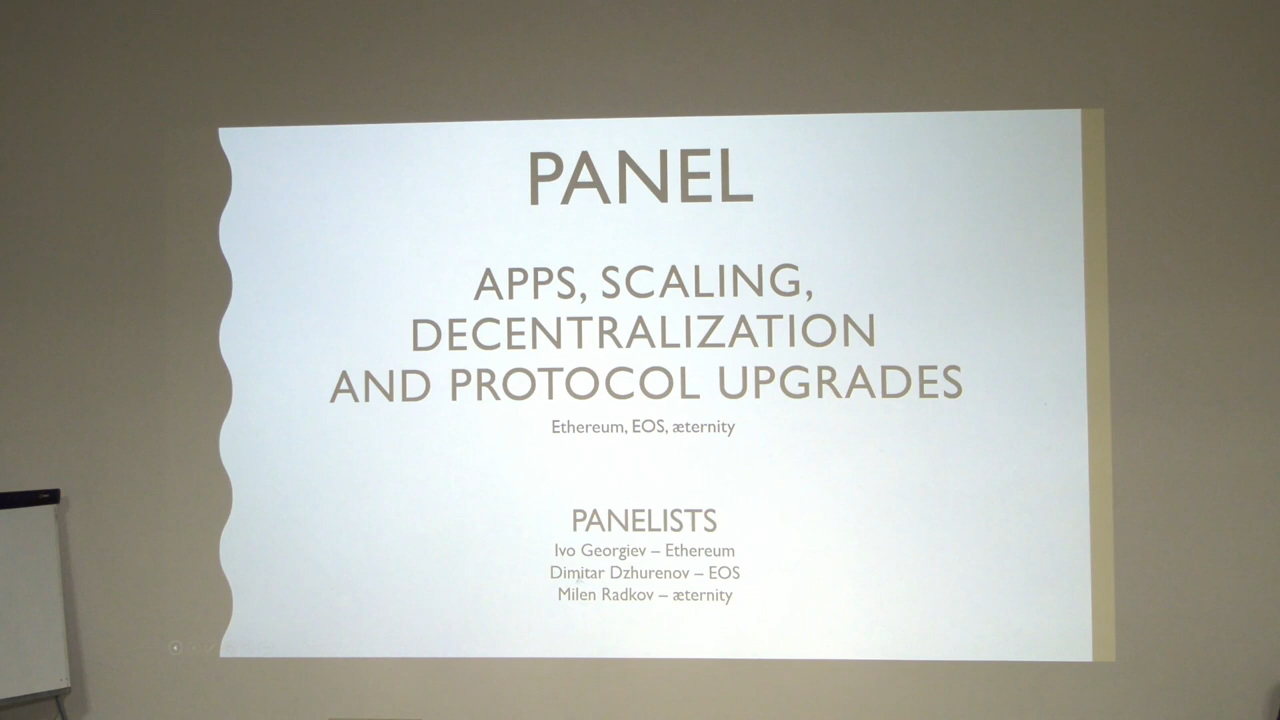 PANEL
APPS, SCALING,
DECENTRALIZATION
AND PROTOCOL UPGRADES
Ethereum, EOS, æternity
PANELISTS
Ivo Georgiev – Ethereum
Dimitar Dzhurenov – EOS
Milen Radkov – æternity